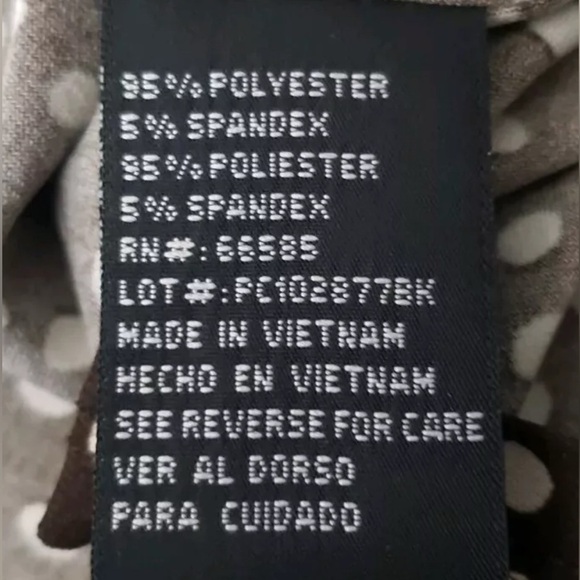 95% POLYESTER
5% SPANDEX
95% POLIESTER
5% SPANDEX
RN#: 66585
LOT#: PC102877BK
MADE IN VIETNAM
HECHO EN VIETNAM
SEE REVERSE FOR CARE
VER AL DORSO
PARA CUIDADO